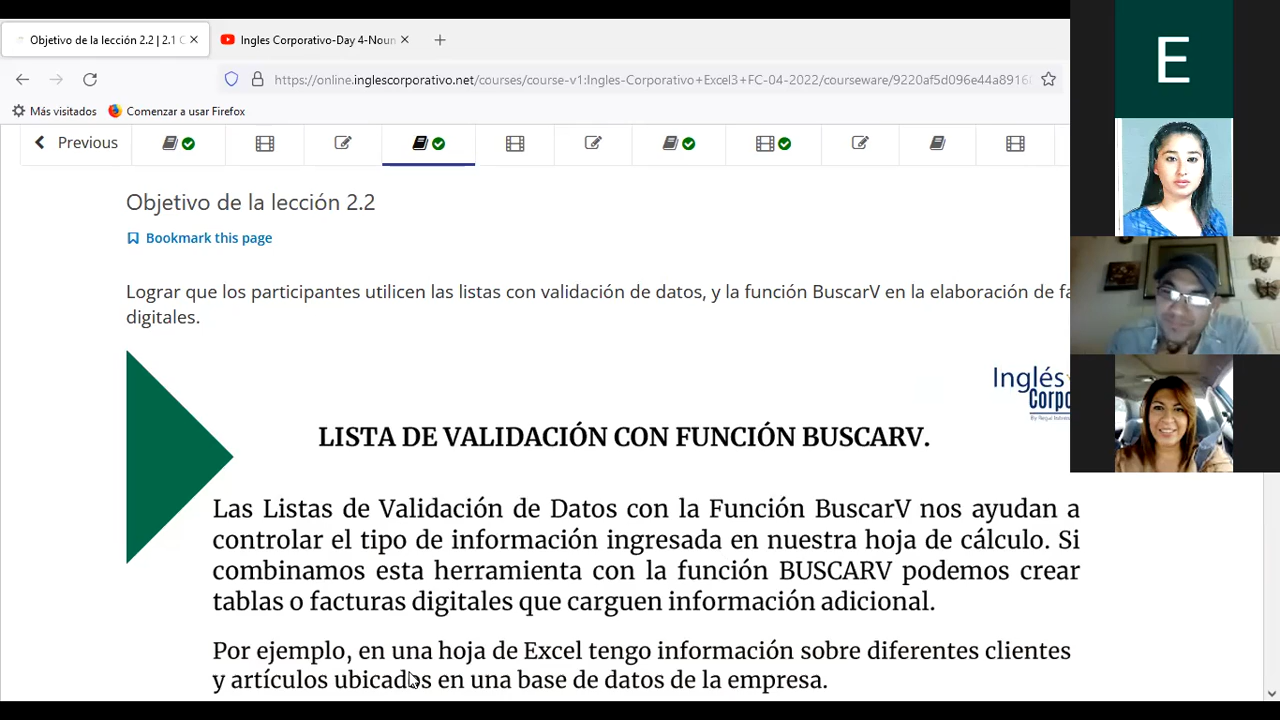 Objetivo de la lección 2.2 | 2.1 C
Ingles Corporativo-Day 4-Noun
https://online.inglescorporativo.net/courses/course-v1:Ingles-Corporativo+Excel3+FC-04-2022/courseware/9220af5d096e44a8916
Más visitados Comenzar a usar Firefox
Previous
Objetivo de la lección 2.2
Bookmark this page
Lograr que los participantes utilicen las listas con validación de datos, y la función BuscarV en la elaboración de fa
digitales.
Inglés
Corpo
LISTA DE VALIDACIÓN CON FUNCIÓN BUSCARV.
Las Listas de Validación de Datos con la Función BuscarV nos ayudan a
controlar el tipo de información ingresada en nuestra hoja de cálculo. Si
combinamos esta herramienta con la función BUSCARV podemos crear
tablas o facturas digitales que carguen información adicional.
Por ejemplo, en una hoja de Excel tengo información sobre diferentes clientes
y artículos ubicados en una base de datos de la empresa.
E